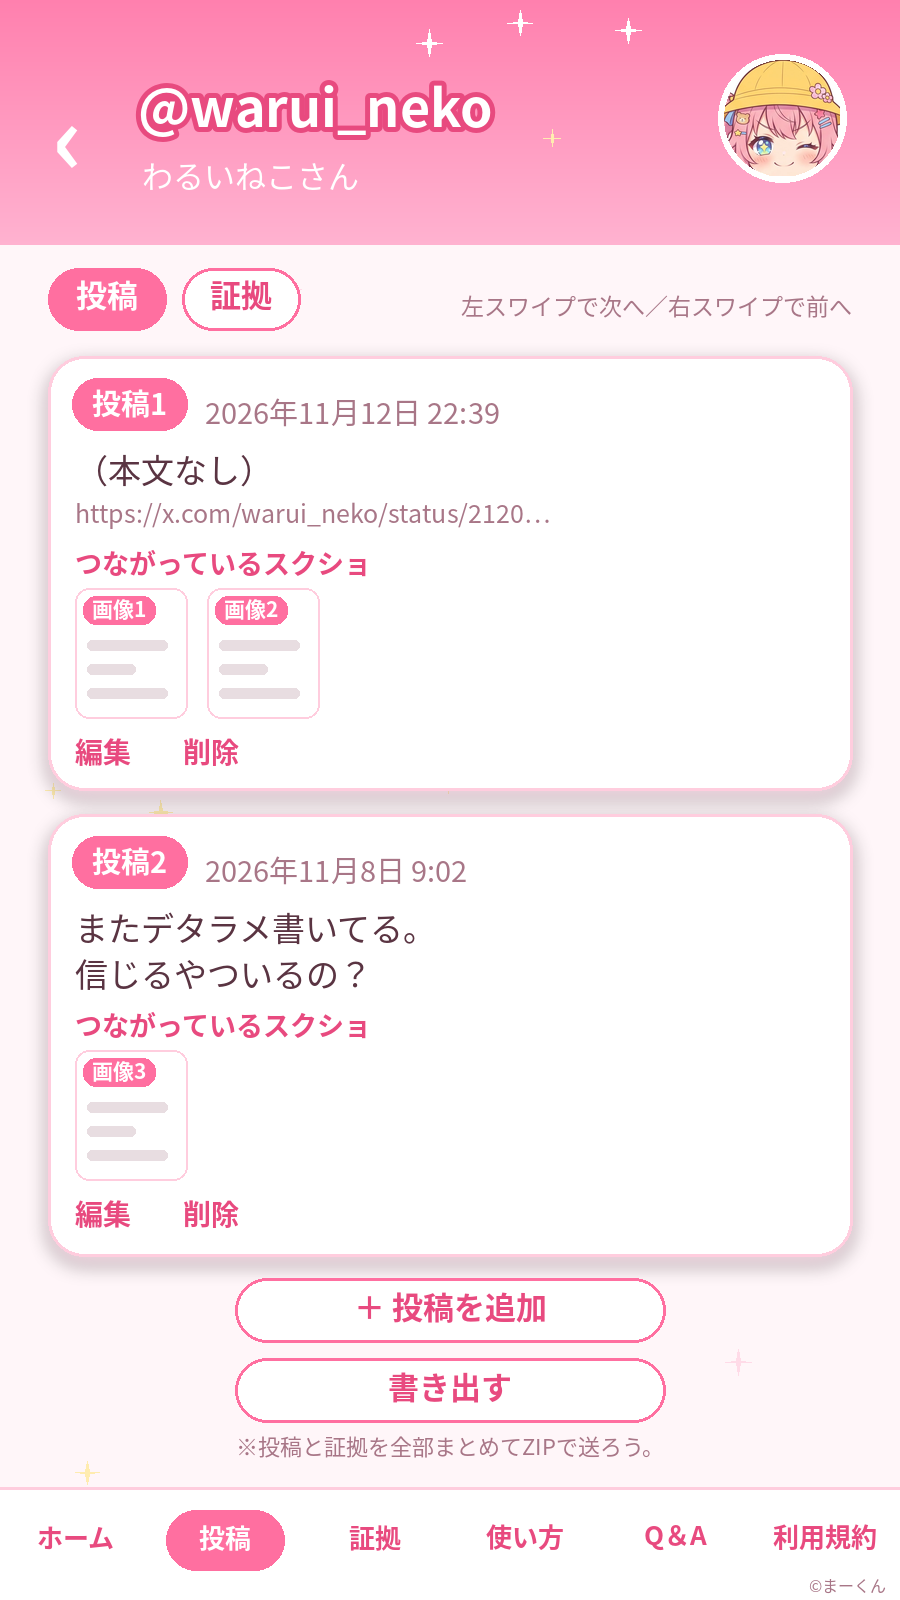 @warui_neko
わるいねこさん
投稿
証拠
左スワイプで次へ／右スワイプで前へ
投稿1
2026年11月12日 22:39
（本文なし）
https://x.com/warui_neko/status/2120…
つながっているスクショ
画像1
画像2
編集
削除
投稿2
2026年11月8日 9:02
またデタラメ書いてる。
信じるやついるの？
つながっているスクショ
画像3
編集
削除
＋ 投稿を追加
書き出す
※投稿と証拠を全部まとめてZIPで送ろう。
ホーム
投稿
証拠
使い方
Q＆A
利用規約
©まーくん